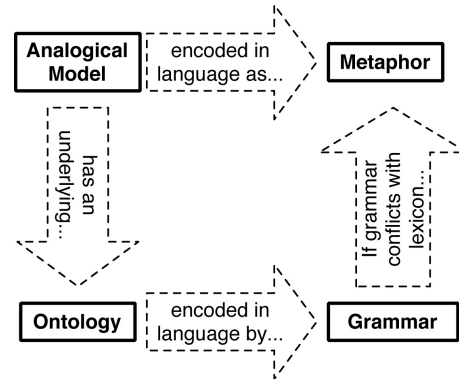 Analogical
Model
encoded in
language as...
Metaphor
has an
underlying...
If grammar
conflicts with
lexicon...
Ontology
encoded in
language by...
Grammar